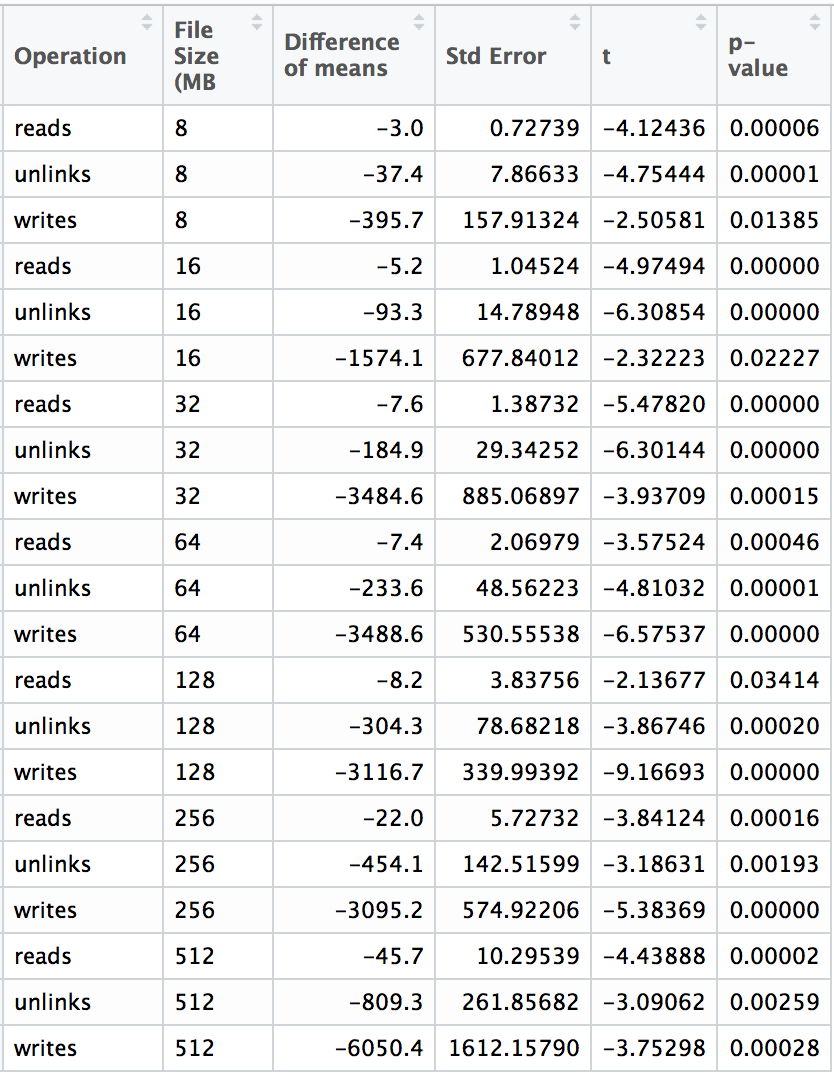 Operation File Size (MB Difference of means Std Error t p-value
reads 8 −3.0 0.72739 −4.12436 0.00006
unlinks 8 −37.4 7.86633 −4.75444 0.00001
writes 8 −395.7 157.91324 −2.50581 0.01385
reads 16 −5.2 1.04524 −4.97494 0.00000
unlinks 16 −93.3 14.78948 −6.30854 0.00000
writes 16 −1574.1 677.84012 −2.32223 0.02227
reads 32 −7.6 1.38732 −5.47820 0.00000
unlinks 32 −184.9 29.34252 −6.30144 0.00000
writes 32 −3484.6 885.06897 −3.93709 0.00015
reads 64 −7.4 2.06979 −3.57524 0.00046
unlinks 64 −233.6 48.56223 −4.81032 0.00001
writes 64 −3488.6 530.55538 −6.57537 0.00000
reads 128 −8.2 3.83756 −2.13677 0.03414
unlinks 128 −304.3 78.68218 −3.86746 0.00020
writes 128 −3116.7 339.99392 −9.16693 0.00000
reads 256 −22.0 5.72732 −3.84124 0.00016
unlinks 256 −454.1 142.51599 −3.18631 0.00193
writes 256 −3095.2 574.92206 −5.38369 0.00000
reads 512 −45.7 10.29539 −4.43888 0.00002
unlinks 512 −809.3 261.85682 −3.09062 0.00259
writes 512 −6050.4 1612.15790 −3.75298 0.00028